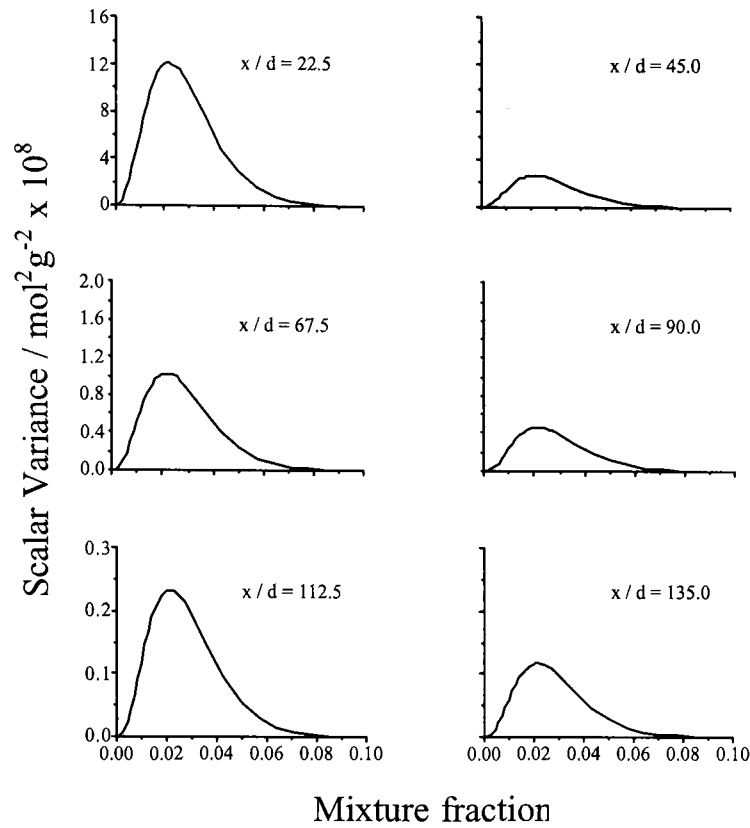 Scalar Variance / mol²g⁻² x 10⁸
16
12
8
4
0
x / d = 22.5
x / d = 45.0
2.0
1.6
1.2
0.8
0.4
0.0
x / d = 67.5
x / d = 90.0
0.3
0.2
0.1
0.0
x / d = 112.5
x / d = 135.0
0.00 0.02 0.04 0.06 0.08 0.10
0.00 0.02 0.04 0.06 0.08 0.10
Mixture fraction